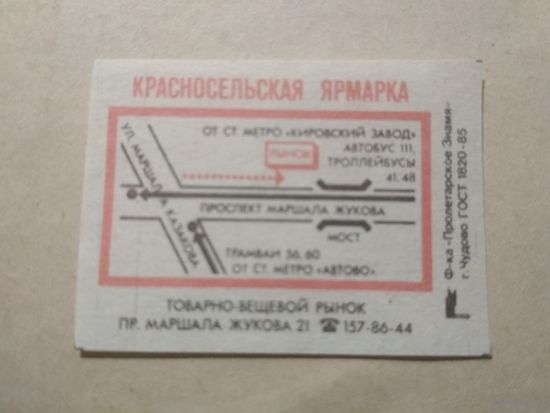 КРАСНОСЕЛЬСКАЯ ЯРМАРКА
ОТ СТ. МЕТРО «КИРОВСКИЙ ЗАВОД»
АВТОБУС 111,
ТРОЛЛЕЙБУСЫ
41, 48
РЫНОК
УЛ. МАРШАЛА КАЗАКОВА
ПРОСПЕКТ МАРШАЛА ЖУКОВА
МОСТ
ТРАМВАИ 36, 60
ОТ СТ. МЕТРО «АВТОВО»
ТОВАРНО-ВЕЩЕВОЙ РЫНОК
ПР. МАРШАЛА ЖУКОВА 21 ☎ 157-86-44
Ф-ка «Пролетарское Знамя»
г. Чудово ГОСТ 1820-85